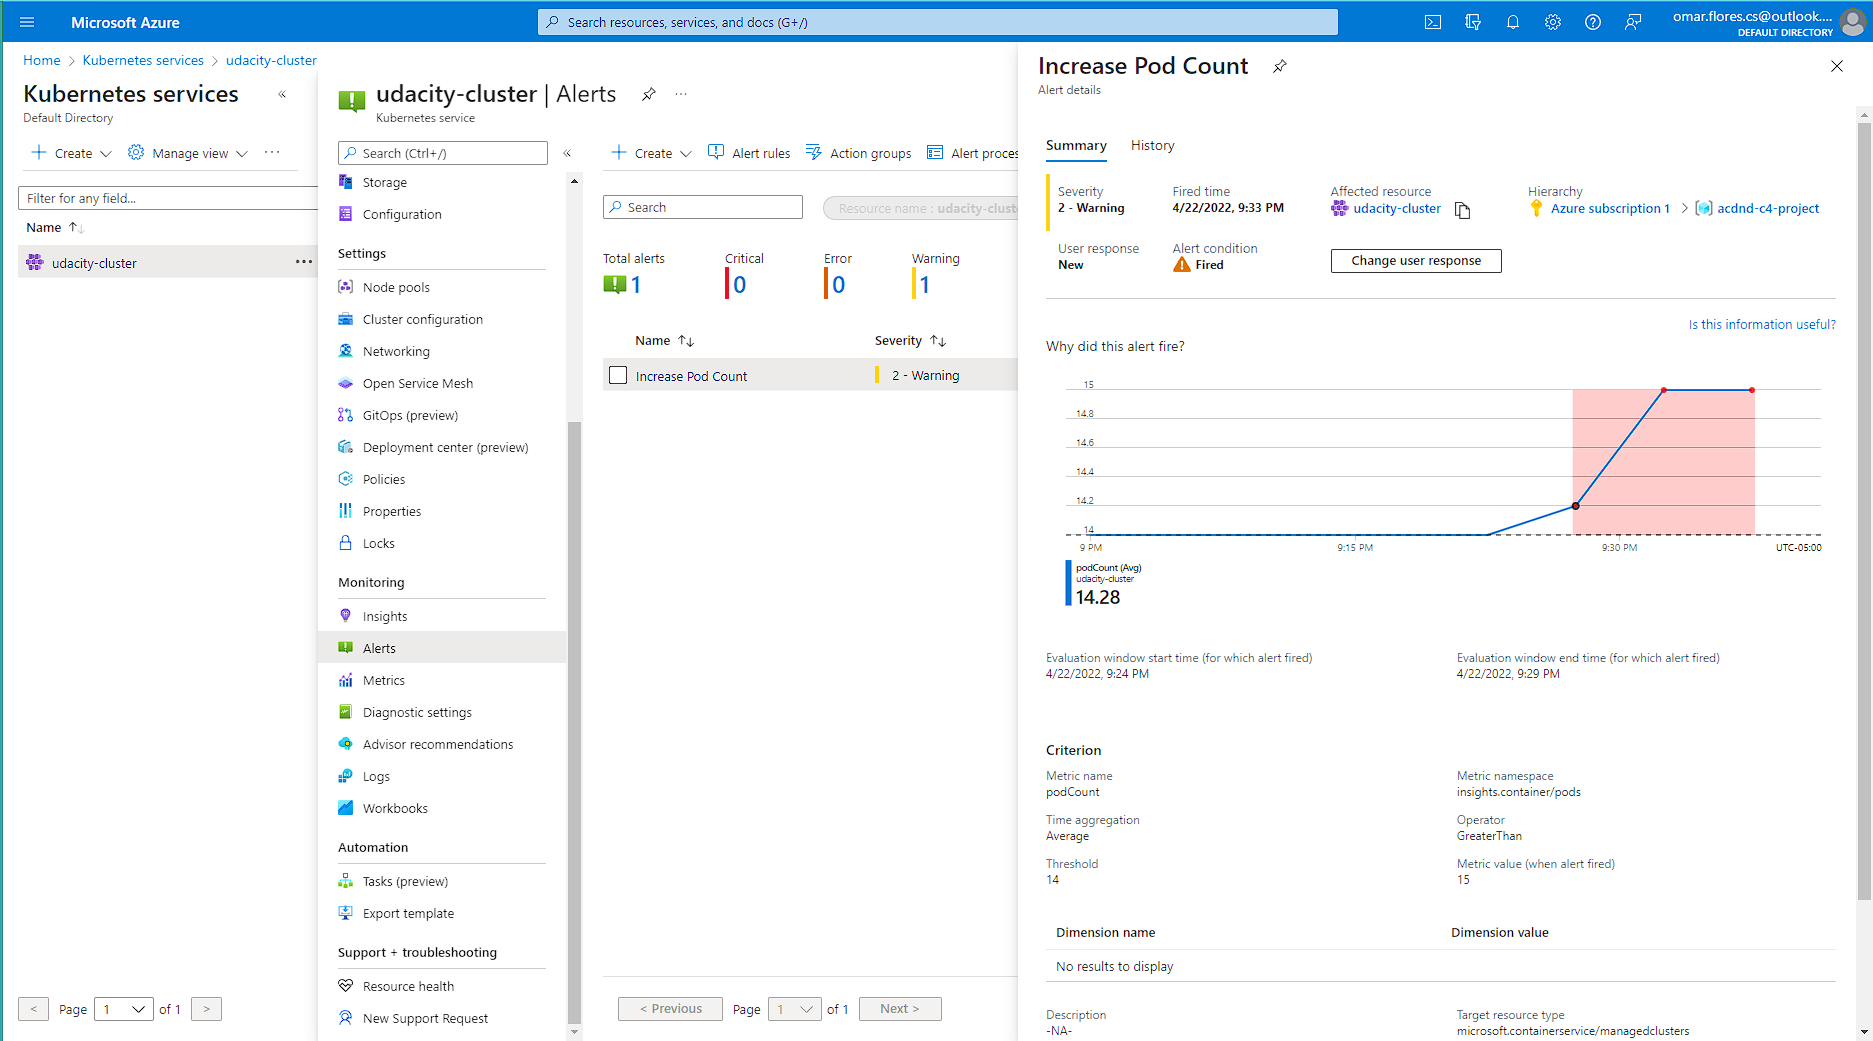 Microsoft Azure
Search resources, services, and docs (G+/)
omar.flores.cs@outlook....
DEFAULT DIRECTORY
Home > Kubernetes services > udacity-cluster
Kubernetes services «
Default Directory
Create Manage view ...
Filter for any field...
Name ↑↓
udacity-cluster ...
< Page 1 of 1 >
udacity-cluster | Alerts ...
Kubernetes service
Search (Ctrl+/) «
Storage
Configuration
Settings
Node pools
Cluster configuration
Networking
Open Service Mesh
GitOps (preview)
Deployment center (preview)
Policies
Properties
Locks
Monitoring
Insights
Alerts
Metrics
Diagnostic settings
Advisor recommendations
Logs
Workbooks
Automation
Tasks (preview)
Export template
Support + troubleshooting
Resource health
New Support Request
Create Alert rules Action groups Alert proces
Search Resource name : udacity-clust
Total alerts Critical Error Warning
1 0 0 1
Name ↑↓ Severity ↑↓
Increase Pod Count 2 - Warning
< Previous Page 1 of 1 Next >
Increase Pod Count
Alert details
Summary History
Severity Fired time Affected resource Hierarchy
2 - Warning 4/22/2022, 9:33 PM udacity-cluster Azure subscription 1 > acdnd-c4-project
User response Alert condition
New Fired Change user response
Is this information useful?
Why did this alert fire?
15
14.8
14.6
14.4
14.2
14
9 PM 9:15 PM 9:30 PM UTC-05:00
podCount (Avg)
udacity-cluster
14.28
Evaluation window start time (for which alert fired) Evaluation window end time (for which alert fired)
4/22/2022, 9:24 PM 4/22/2022, 9:29 PM
Criterion
Metric name Metric namespace
podCount insights.container/pods
Time aggregation Operator
Average GreaterThan
Threshold Metric value (when alert fired)
14 15
Dimension name Dimension value
No results to display
Description Target resource type
-NA- microsoft.containerservice/managedclusters